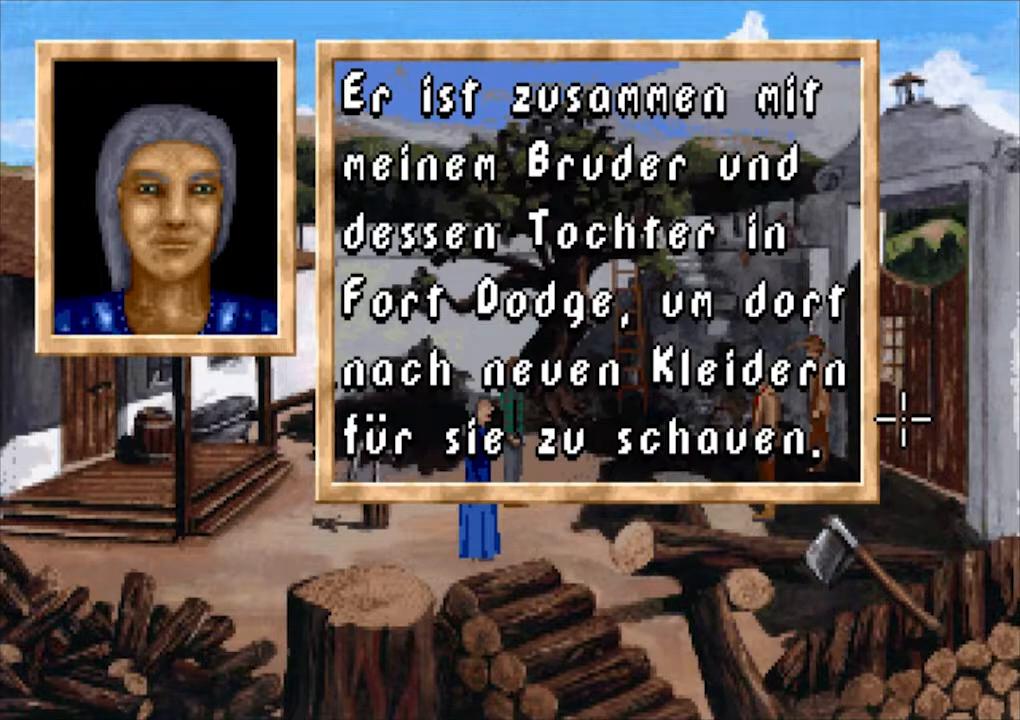 Er ist zusammen mit
meinem Bruder und
dessen Tochter in
Fort Dodge, um dort
nach neuen Kleidern
für sie zu schauen.